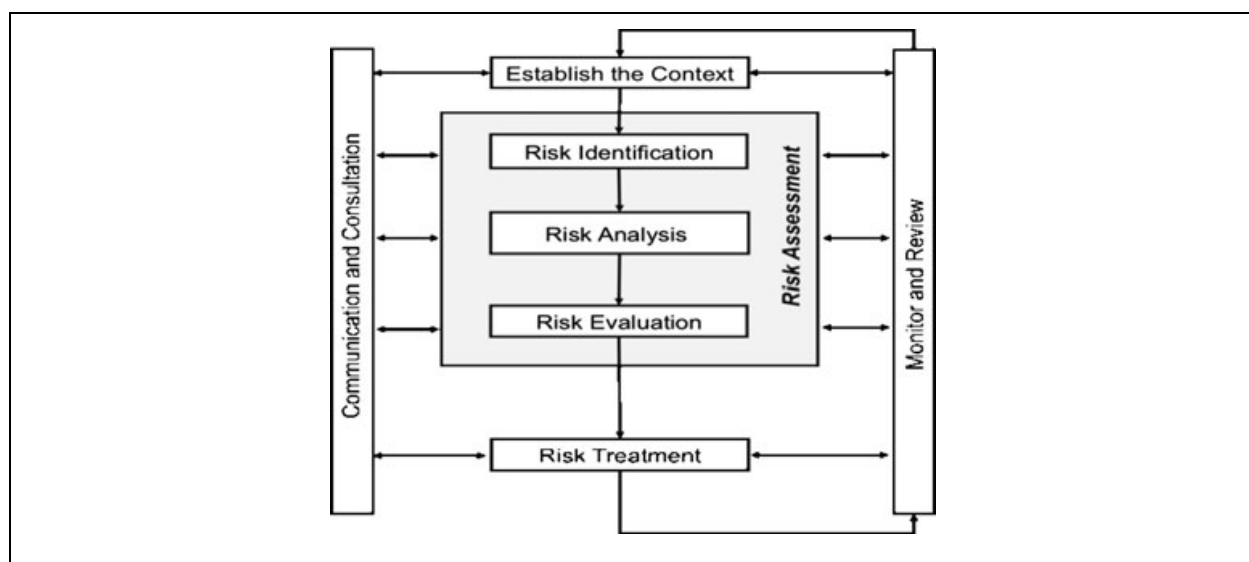 Communication and Consultation
Establish the Context
Risk Identification
Risk Analysis
Risk Evaluation
Risk Assessment
Risk Treatment
Monitor and Review